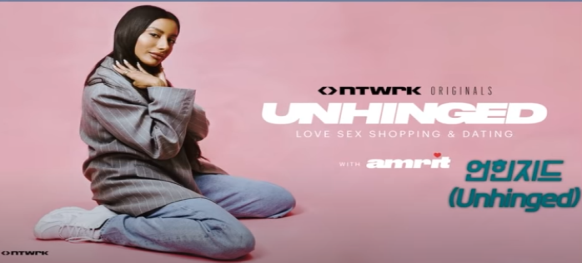 ntwrk ORIGINALS
UNHINGED
LOVE SEX SHOPPING & DATING
WITH amrit
언힌지드
(Unhinged)
ntwrk